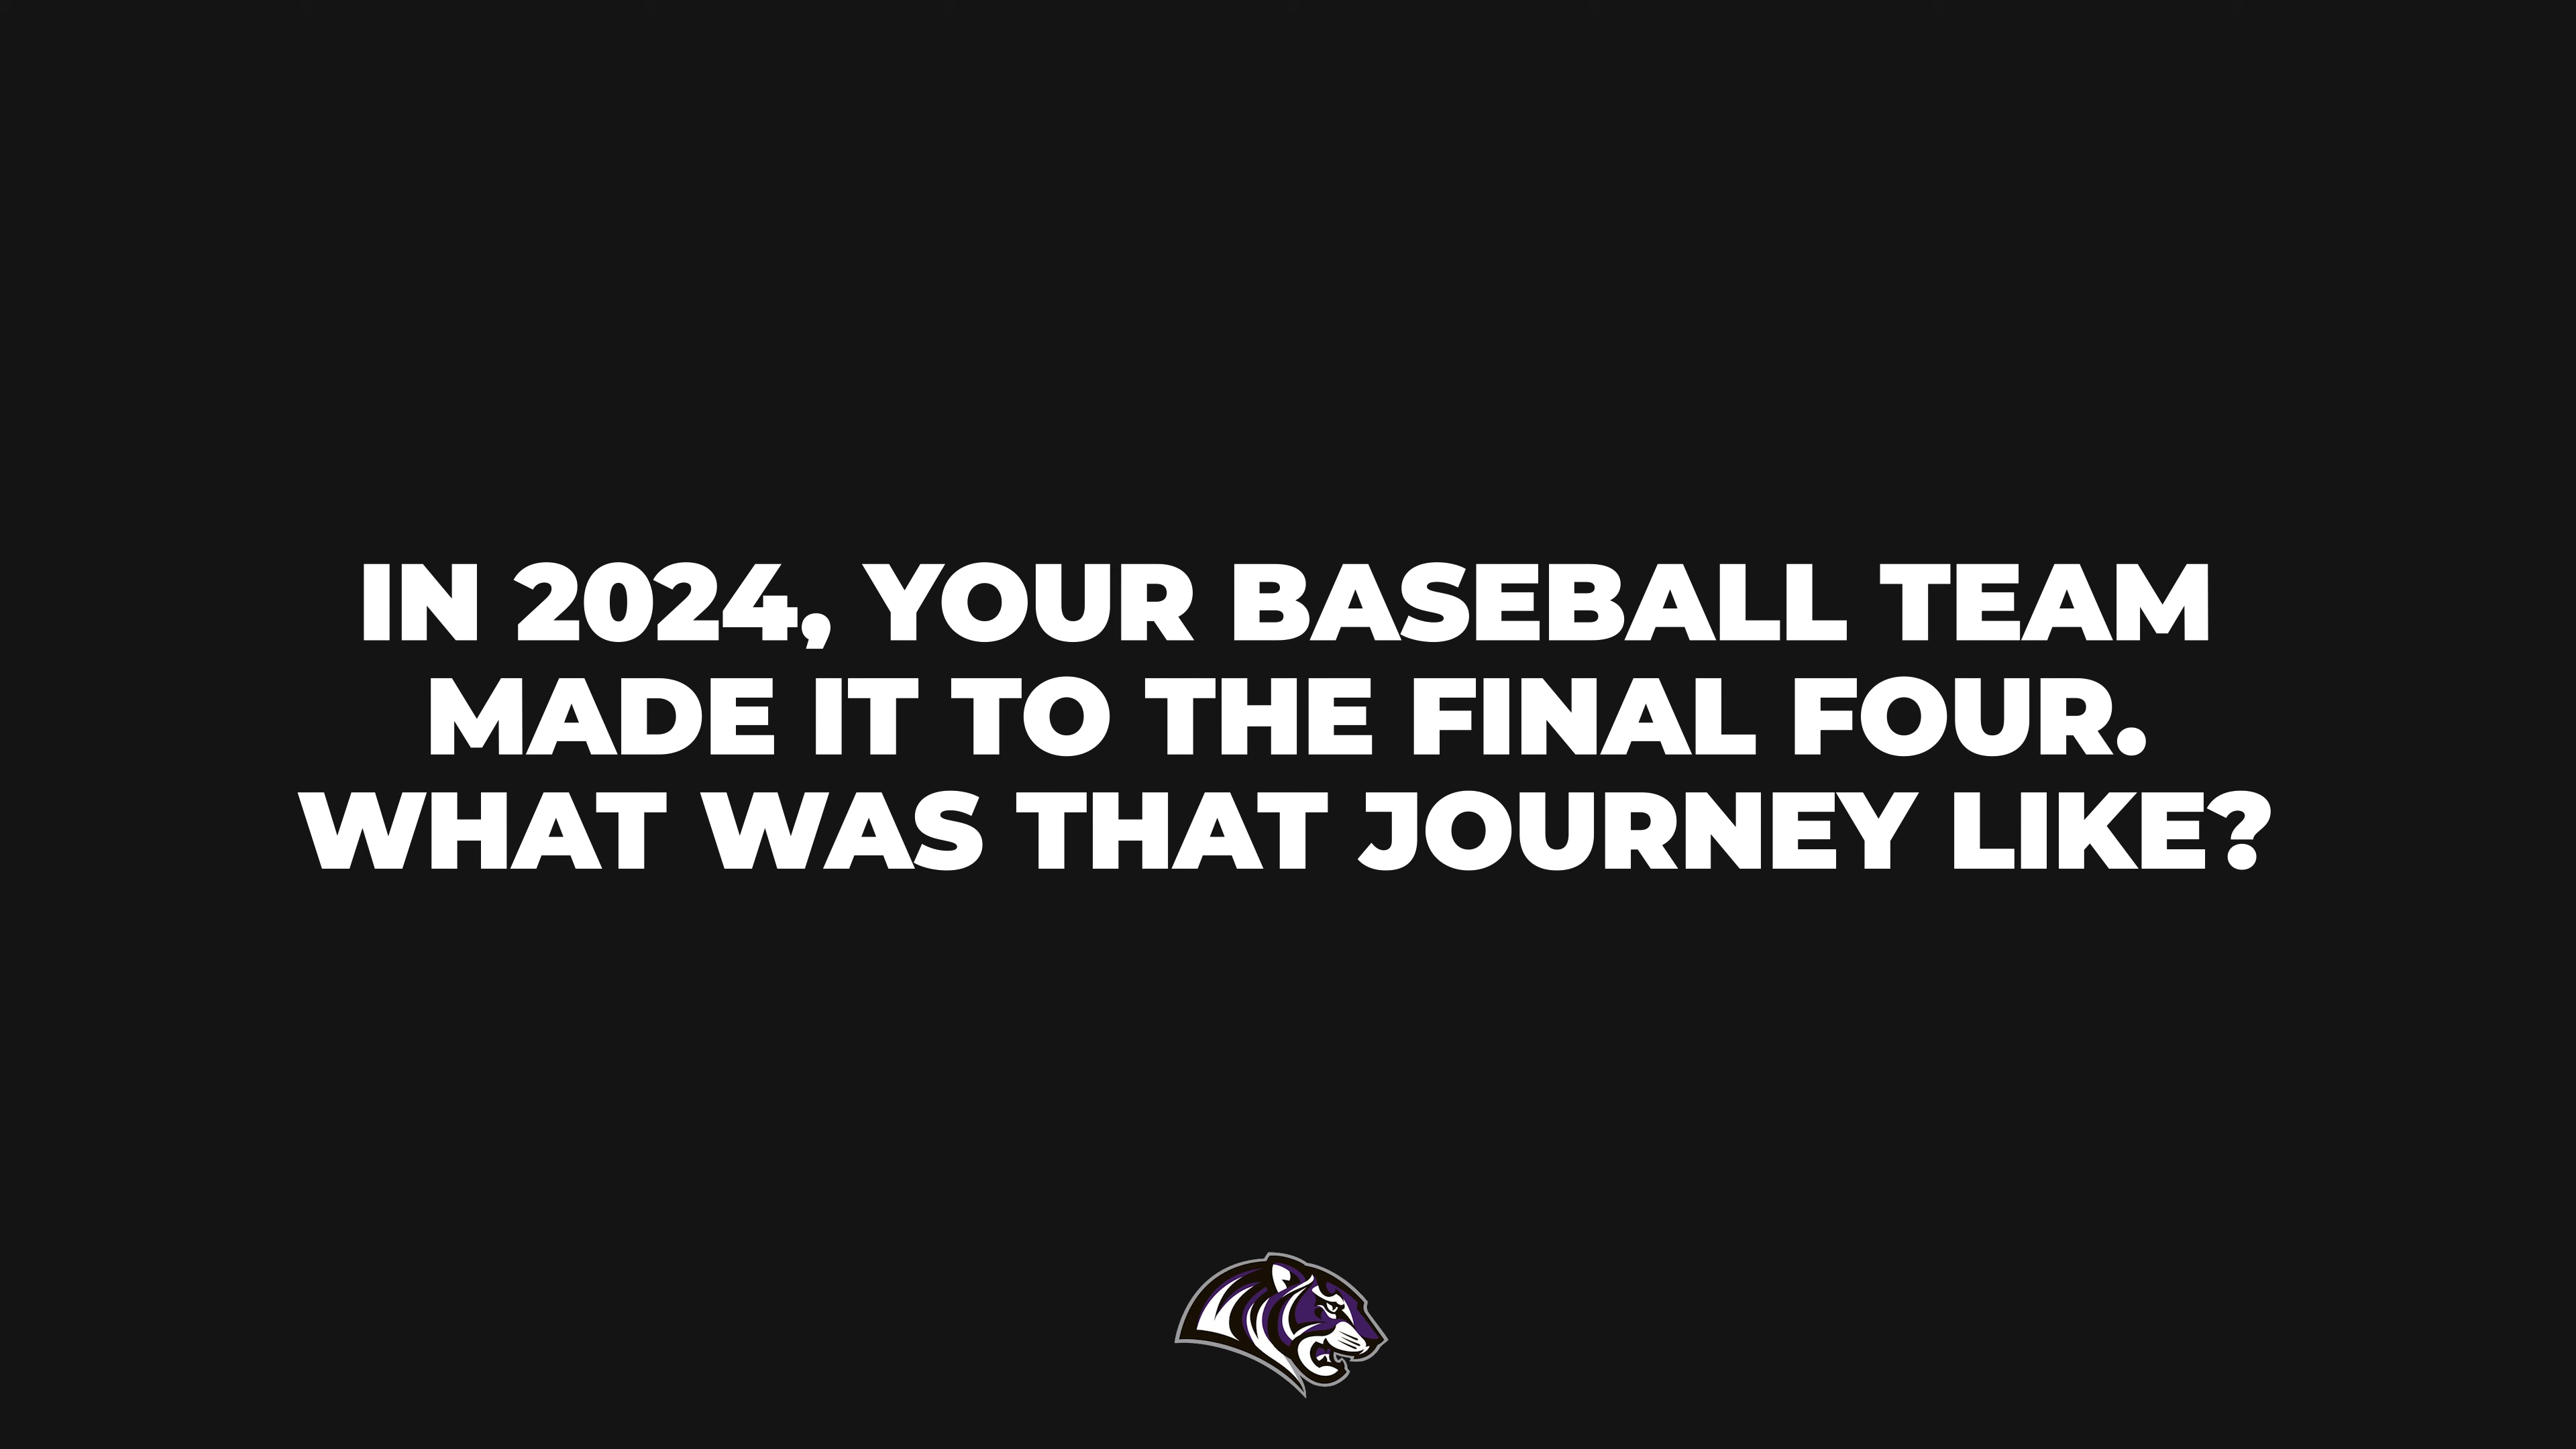 IN 2024, YOUR BASEBALL TEAM
MADE IT TO THE FINAL FOUR.
WHAT WAS THAT JOURNEY LIKE?